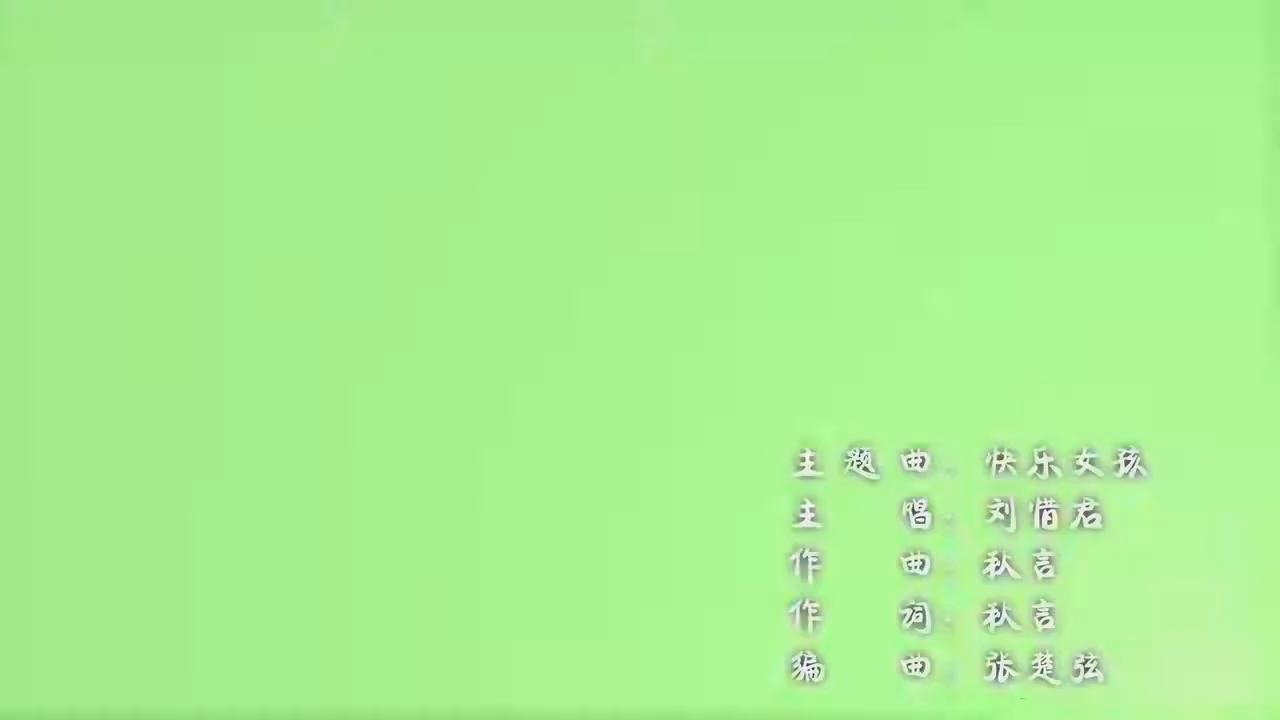 主题曲：快乐女孩
主唱：刘惜君
作曲：秋言
作词：秋言
编曲：张楚弦